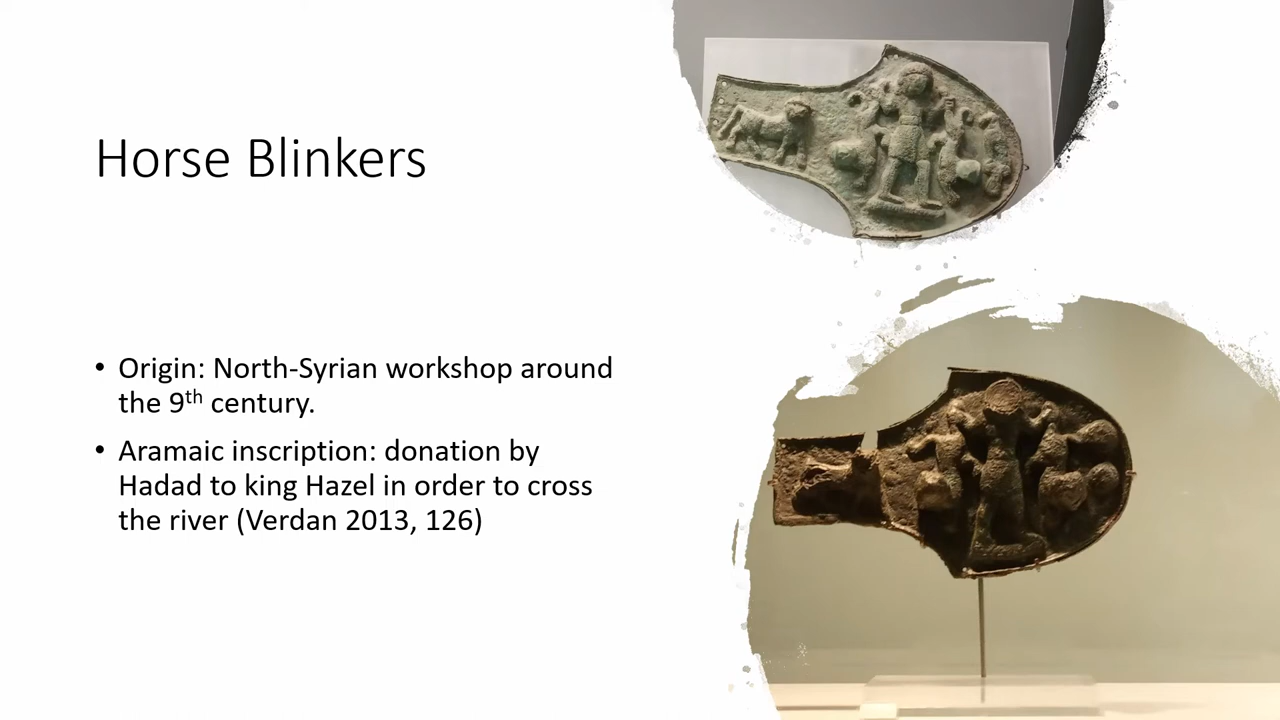 Horse Blinkers
• Origin: North-Syrian workshop around
the 9th century.
• Aramaic inscription: donation by
Hadad to king Hazel in order to cross
the river (Verdan 2013, 126)